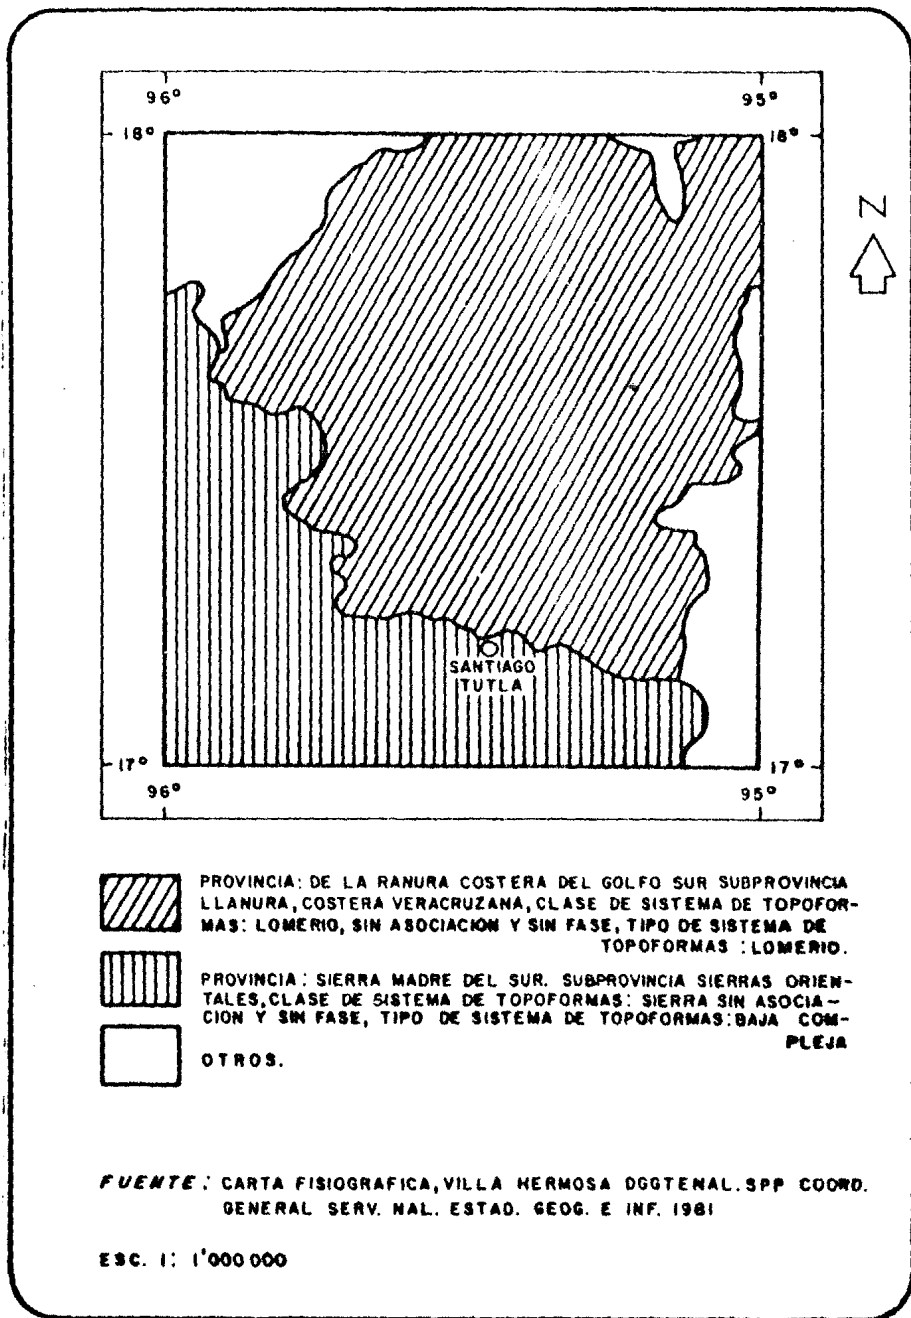 96° 95°
18° 18°
N
SANTIAGO
TUTLA
17° 17°
96° 95°
PROVINCIA: DE LA RANURA COSTERA DEL GOLFO SUR SUBPROVINCIA
LLANURA, COSTERA VERACRUZANA, CLASE DE SISTEMA DE TOPOFOR-
MAS: LOMERIO, SIN ASOCIACION Y SIN FASE, TIPO DE SISTEMA DE
TOPOFORMAS : LOMERIO.
PROVINCIA: SIERRA MADRE DEL SUR. SUBPROVINCIA SIERRAS ORIEN-
TALES, CLASE DE SISTEMA DE TOPOFORMAS: SIERRA SIN ASOCIA-
CION Y SIN FASE, TIPO DE SISTEMA DE TOPOFORMAS: BAJA COM-
PLEJA
OTROS.
FUENTE: CARTA FISIOGRAFICA, VILLA HERMOSA DGGTENAL. SPP COORD.
GENERAL SERV. NAL. ESTAD. GEOG. E INF. 1981
ESC. 1: 1'000 000